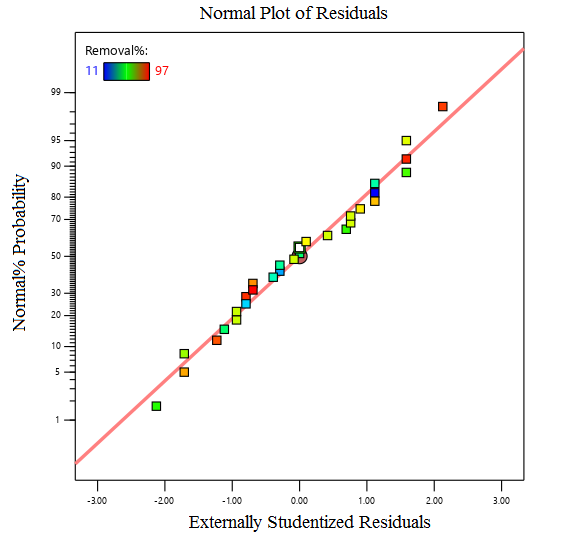 Normal Plot of Residuals
Removal%:
11 97
Normal% Probability
99
95
90
80
70
50
30
20
10
5
1
-3.00 -2.00 -1.00 0.00 1.00 2.00 3.00
Externally Studentized Residuals